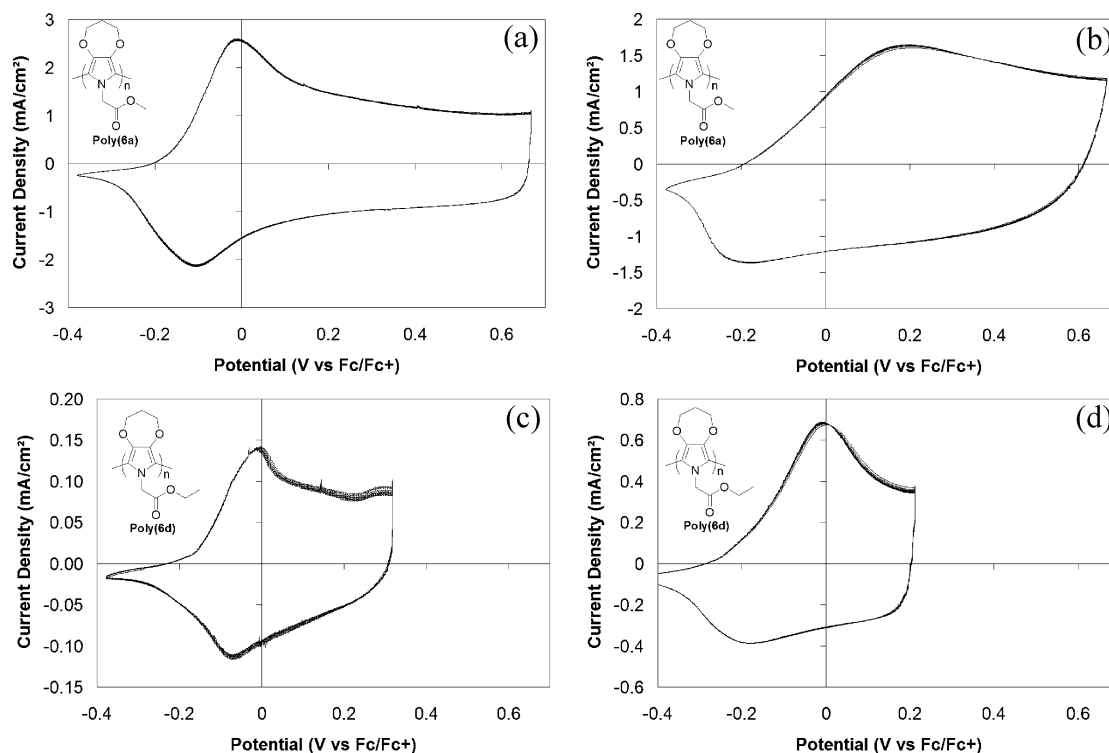 (a)
3
2
1
0
-1
-2
-3
-0.4 -0.2 0 0.2 0.4 0.6
Current Density (mA/cm²)
Potential (V vs Fc/Fc+)
O O
N n
O
O
Poly(6a)
(b)
2
1.5
1
0.5
0
-0.5
-1
-1.5
-2
-0.4 -0.2 0 0.2 0.4 0.6
Current Density (mA/cm²)
Potential (V vs Fc/Fc+)
O O
N n
O
O
Poly(6a)
(c)
0.20
0.15
0.10
0.05
0.00
-0.05
-0.10
-0.15
-0.4 -0.2 0 0.2 0.4 0.6
Current Density (mA/cm²)
Potential (V vs Fc/Fc+)
O O
N n
O
O
Poly(6d)
(d)
0.8
0.6
0.4
0.2
0
-0.2
-0.4
-0.6
-0.4 -0.2 0 0.2 0.4 0.6
Current Density (mA/cm²)
Potential (V vs Fc/Fc+)
O O
N n
O
O
Poly(6d)